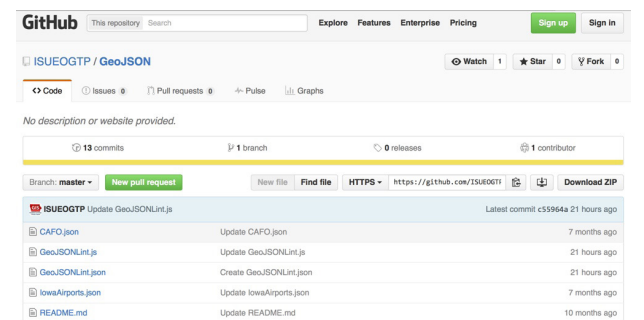 GitHub This repository Search Explore Features Enterprise Pricing Sign up Sign in
ISUEOGTP / GeoJSON Watch 1 Star 0 Fork 0
Code Issues 0 Pull requests 0 Pulse Graphs
No description or website provided.
13 commits 1 branch 0 releases 1 contributor
Branch: master New pull request New file Find file HTTPS https://github.com/ISUEOGTP Download ZIP
ISUEOGTP Update GeoJSONLint.js Latest commit c55964a 21 hours ago
CAFO.json Update CAFO.json 7 months ago
GeoJSONLint.js Update GeoJSONLint.js 21 hours ago
GeoJSONLint.json Create GeoJSONLint.json 21 hours ago
IowaAirports.json Update IowaAirports.json 7 months ago
README.md Update README.md 10 months ago